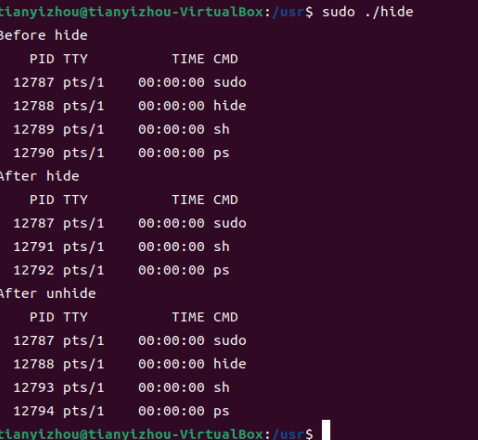 tianyizhou@tianyizhou-VirtualBox:/usr$ sudo ./hide
Before hide
    PID TTY          TIME CMD
  12787 pts/1    00:00:00 sudo
  12788 pts/1    00:00:00 hide
  12789 pts/1    00:00:00 sh
  12790 pts/1    00:00:00 ps
After hide
    PID TTY          TIME CMD
  12787 pts/1    00:00:00 sudo
  12791 pts/1    00:00:00 sh
  12792 pts/1    00:00:00 ps
After unhide
    PID TTY          TIME CMD
  12787 pts/1    00:00:00 sudo
  12788 pts/1    00:00:00 hide
  12793 pts/1    00:00:00 sh
  12794 pts/1    00:00:00 ps
tianyizhou@tianyizhou-VirtualBox:/usr$